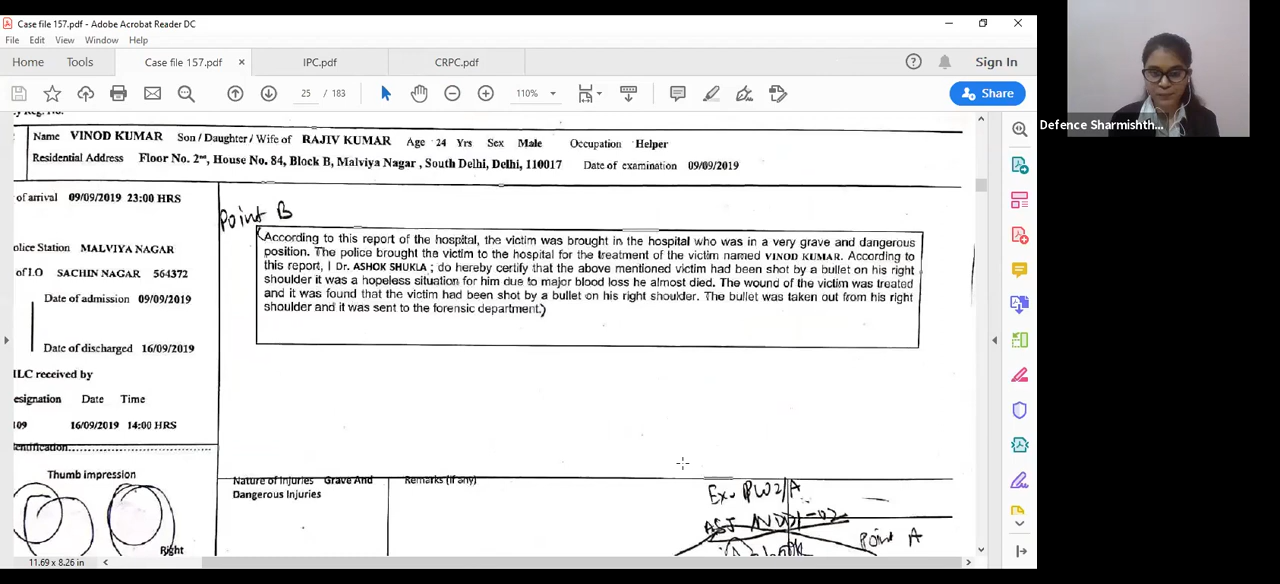 Case file 157.pdf - Adobe Acrobat Reader DC
File Edit View Window Help
Home Tools Case file 157.pdf × IPC.pdf CRPC.pdf Sign In
25 / 183 110% Share
Name VINOD KUMAR Son / Daughter / Wife of RAJIV KUMAR Age 24 Yrs Sex Male Occupation Helper
Residential Address Floor No. 2nd, House No. 84, Block B, Malviya Nagar , South Delhi, Delhi, 110017 Date of examination 09/09/2019
of arrival 09/09/2019 23:00 HRS
Point B
olice Station MALVIYA NAGAR
of I.O SACHIN NAGAR 564372
Date of admission 09/09/2019
Date of discharged 16/09/2019
ILC received by
esignation Date Time
109 16/09/2019 14:00 HRS
entification
Thumb impression
Right
(According to this report of the hospital, the victim was brought in the hospital who was in a very grave and dangerous
position. The police brought the victim to the hospital for the treatment of the victim named VINOD KUMAR. According to
this report, I Dr. ASHOK SHUKLA ; do hereby certify that the above mentioned victim had been shot by a bullet on his right
shoulder it was a hopeless situation for him due to major blood loss he almost died. The wound of the victim was treated
and it was found that the victim had been shot by a bullet on his right shoulder. The bullet was taken out from his right
shoulder and it was sent to the forensic department.)
Nature of Injuries Grave And
Dangerous Injuries
Remarks (if any)
Ex- PW2/A
Point A
11.69 x 8.26 in
Defence Sharmishth...